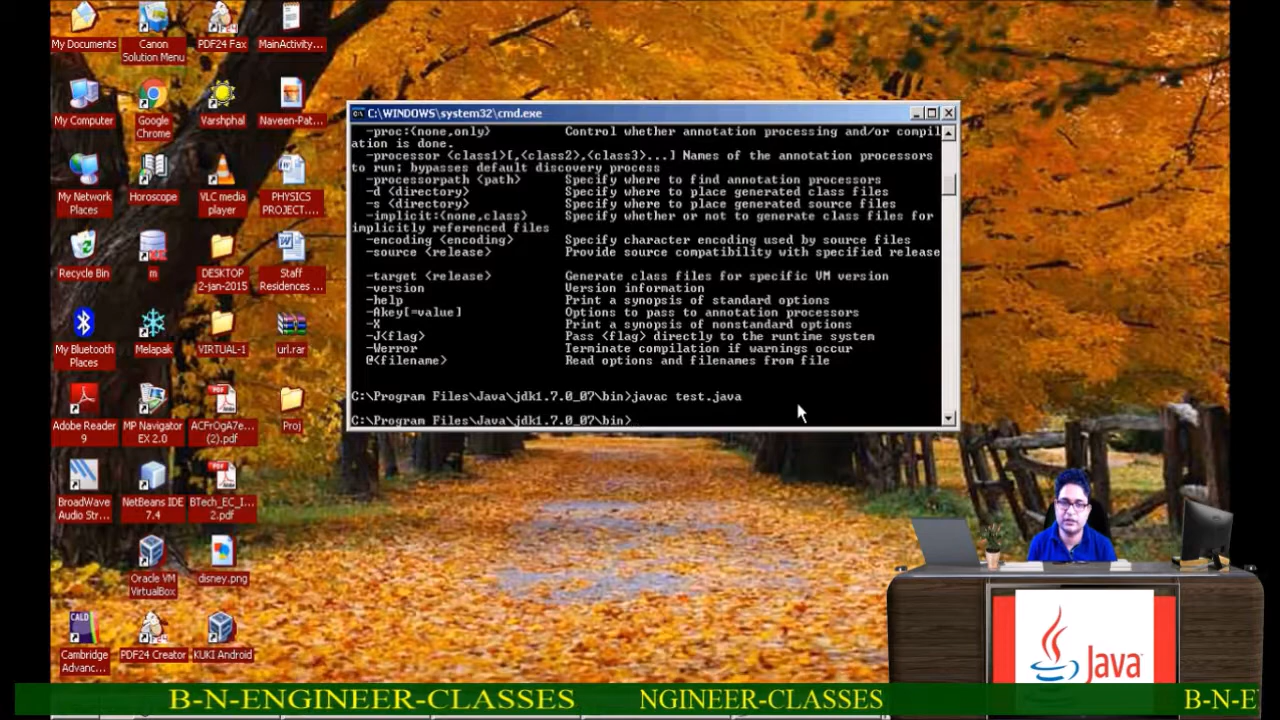 My Documents
Canon
Solution Menu
PDF24 Fax
MainActivity...
My Computer
Google
Chrome
Varshphal
Naveen-Pat...
My Network
Places
Horoscope
VLC media
player
PHYSICS
PROJECT....
Recycle Bin
m
DESKTOP
2-jan-2015
Staff
Residences ...
My Bluetooth
Places
Melapak
VIRTUAL-1
url.rar
Adobe Reader
9
MP Navigator
EX 2.0
ACFrOgA7e...
(2).pdf
Proj
BroadWave
Audio Str...
NetBeans IDE
7.4
BTech_EC_I...
2.pdf
Oracle VM
VirtualBox
disney.png
CALD
Cambridge
Advanc...
PDF24 Creator
KUKI Android
C:\WINDOWS\system32\cmd.exe
-proc:{none,only} Control whether annotation processing and/or compil
ation is done.
-processor <class1>[,<class2>,<class3>...] Names of the annotation processors
to run; bypasses default discovery process
-processorpath <path> Specify where to find annotation processors
-d <directory> Specify where to place generated class files
-s <directory> Specify where to place generated source files
-implicit:{none,class} Specify whether or not to generate class files for
implicitly referenced files
-encoding <encoding> Specify character encoding used by source files
-source <release> Provide source compatibility with specified release
-target <release> Generate class files for specific VM version
-version Version information
-help Print a synopsis of standard options
-Akey[=value] Options to pass to annotation processors
-X Print a synopsis of nonstandard options
-J<flag> Pass <flag> directly to the runtime system
-Werror Terminate compilation if warnings occur
@<filename> Read options and filenames from file
C:\Program Files\Java\jdk1.7.0_07\bin>javac test.java
C:\Program Files\Java\jdk1.7.0_07\bin>
Java
B-N-ENGINEER-CLASSES NGINEER-CLASSES B-N-E